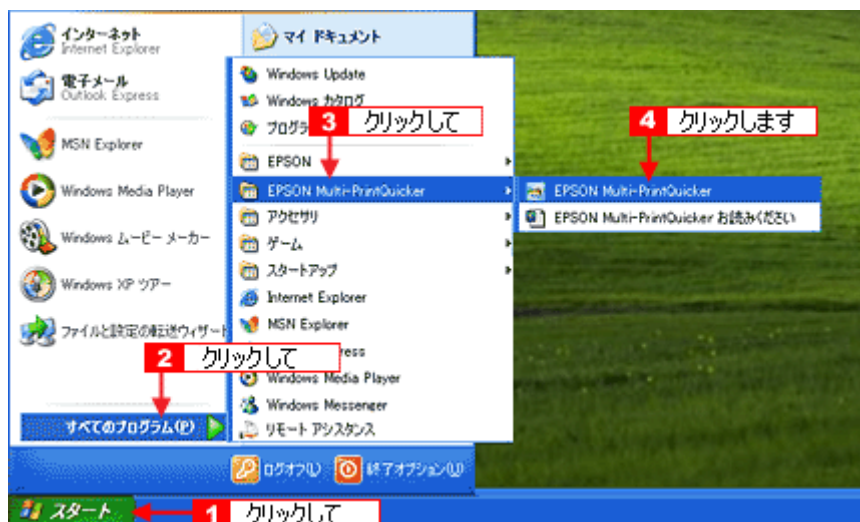 インターネット
Internet Explorer
電子メール
Outlook Express
MSN Explorer
Windows Media Player
Windows ムービー メーカー
Windows XP ツアー
ファイルと設定の転送ウィザード
すべてのプログラム(P)
マイ ドキュメント
Windows Update
Windows カタログ
3 クリックして
EPSON
EPSON Multi-PrintQuicker
アクセサリ
ゲーム
スタートアップ
Internet Explorer
MSN Explorer
2 クリックして
Windows Media Player
Windows Messenger
リモート アシスタンス
4 クリックします
EPSON Multi-PrintQuicker
EPSON Multi-PrintQuicker お読みください
ログオフ(L)
終了オプション(U)
スタート
1 クリックして